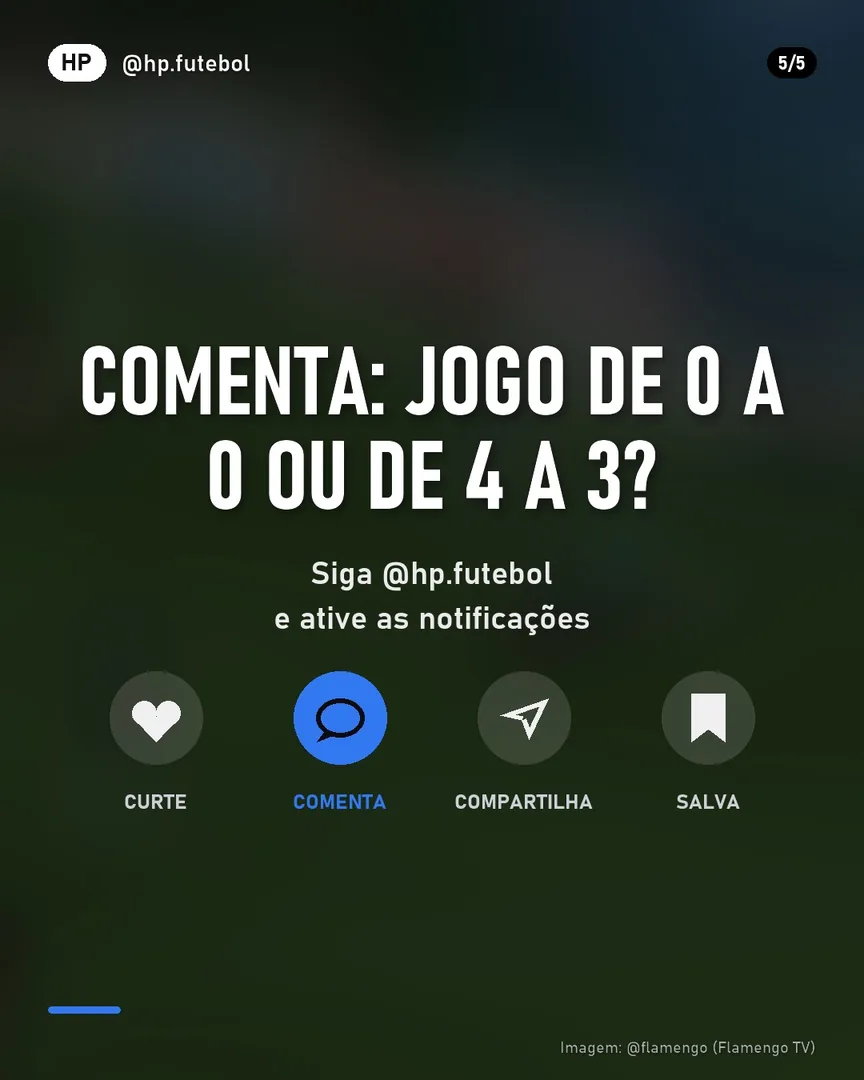 HP @hp.futebol 5/5
COMENTA: JOGO DE 0 A
0 OU DE 4 A 3?
Siga @hp.futebol
e ative as notificações
CURTE COMENTA COMPARTILHA SALVA
Imagem: @flamengo (Flamengo TV)